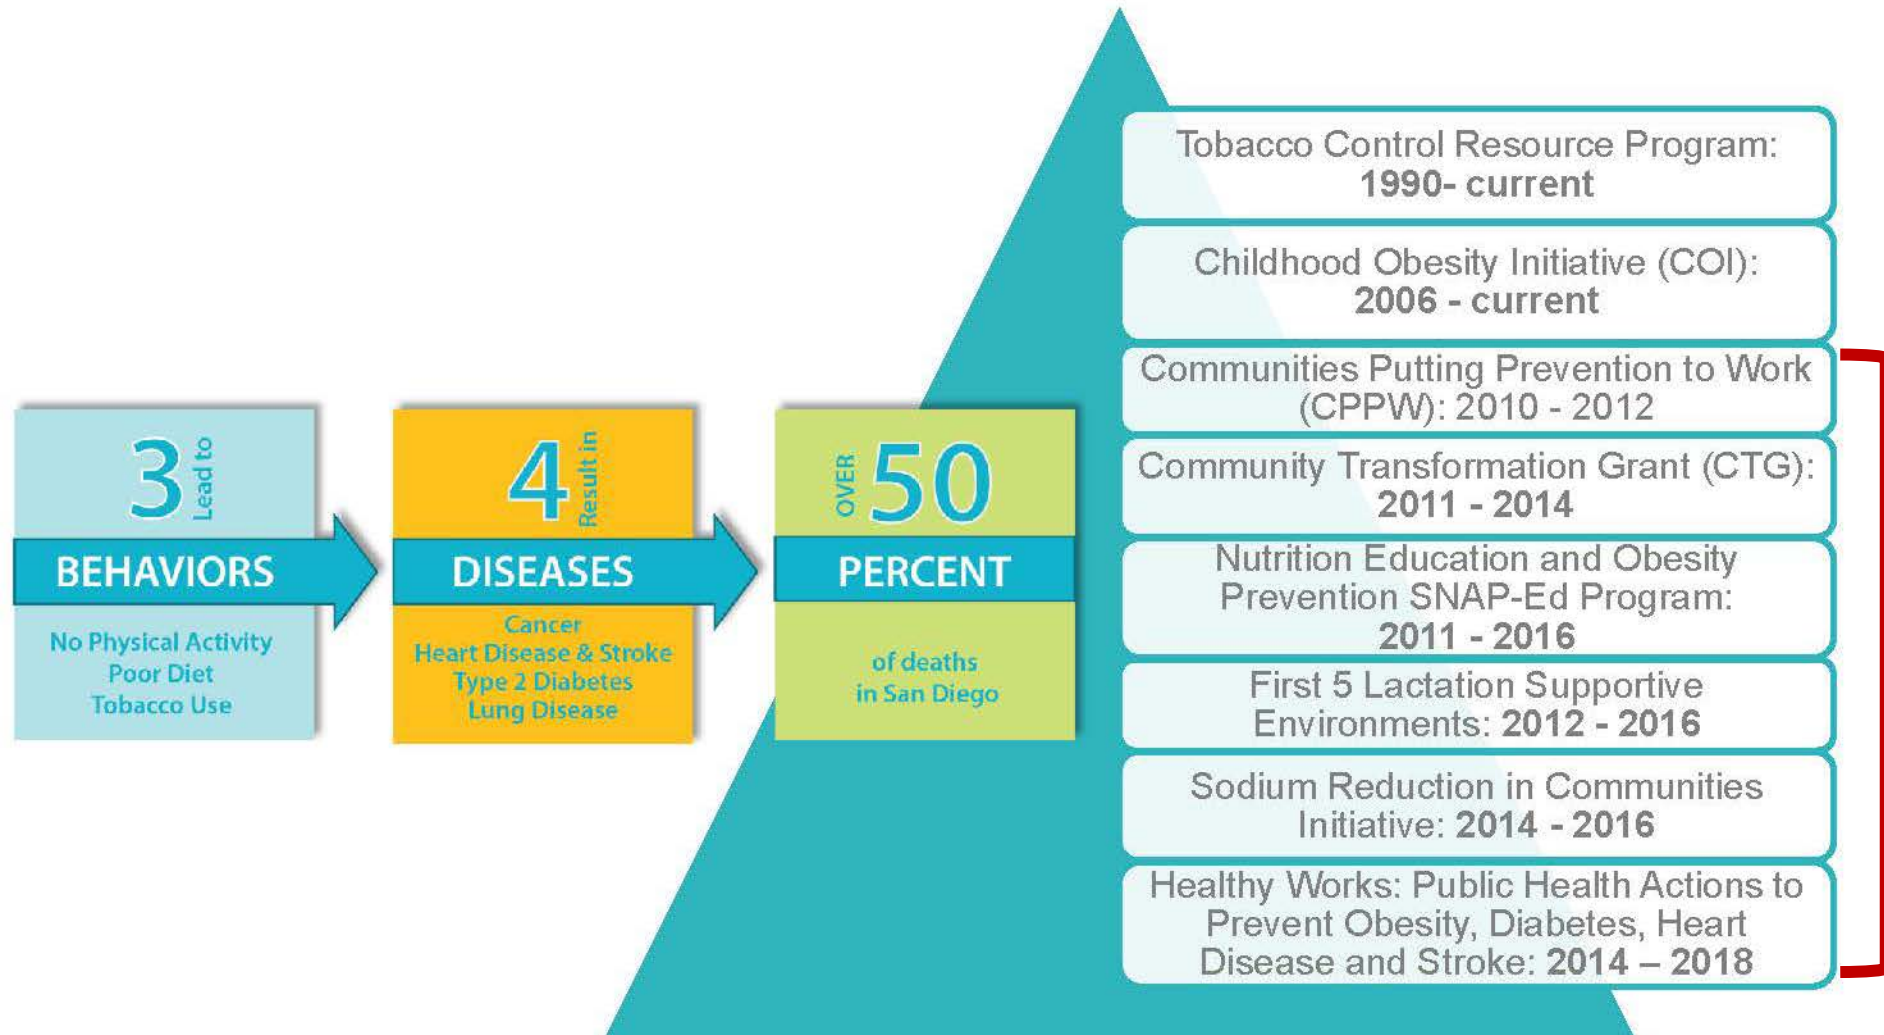 3
Lead to
BEHAVIORS
No Physical Activity
Poor Diet
Tobacco Use
4
Result in
DISEASES
Cancer
Heart Disease & Stroke
Type 2 Diabetes
Lung Disease
OVER
50
PERCENT
of deaths
in San Diego
Tobacco Control Resource Program:
1990- current
Childhood Obesity Initiative (COI):
2006 - current
Communities Putting Prevention to Work
(CPPW): 2010 - 2012
Community Transformation Grant (CTG):
2011 - 2014
Nutrition Education and Obesity
Prevention SNAP-Ed Program:
2011 - 2016
First 5 Lactation Supportive
Environments: 2012 - 2016
Sodium Reduction in Communities
Initiative: 2014 - 2016
Healthy Works: Public Health Actions to
Prevent Obesity, Diabetes, Heart
Disease and Stroke: 2014 – 2018